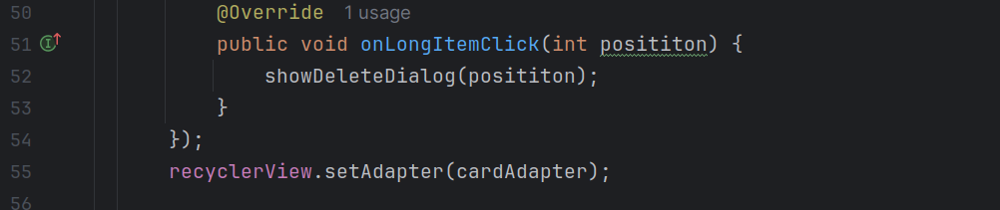 50 @Override 1 usage
51 public void onLongItemClick(int posititon) {
52 showDeleteDialog(posititon);
53 }
54 });
55 recyclerView.setAdapter(cardAdapter);
56